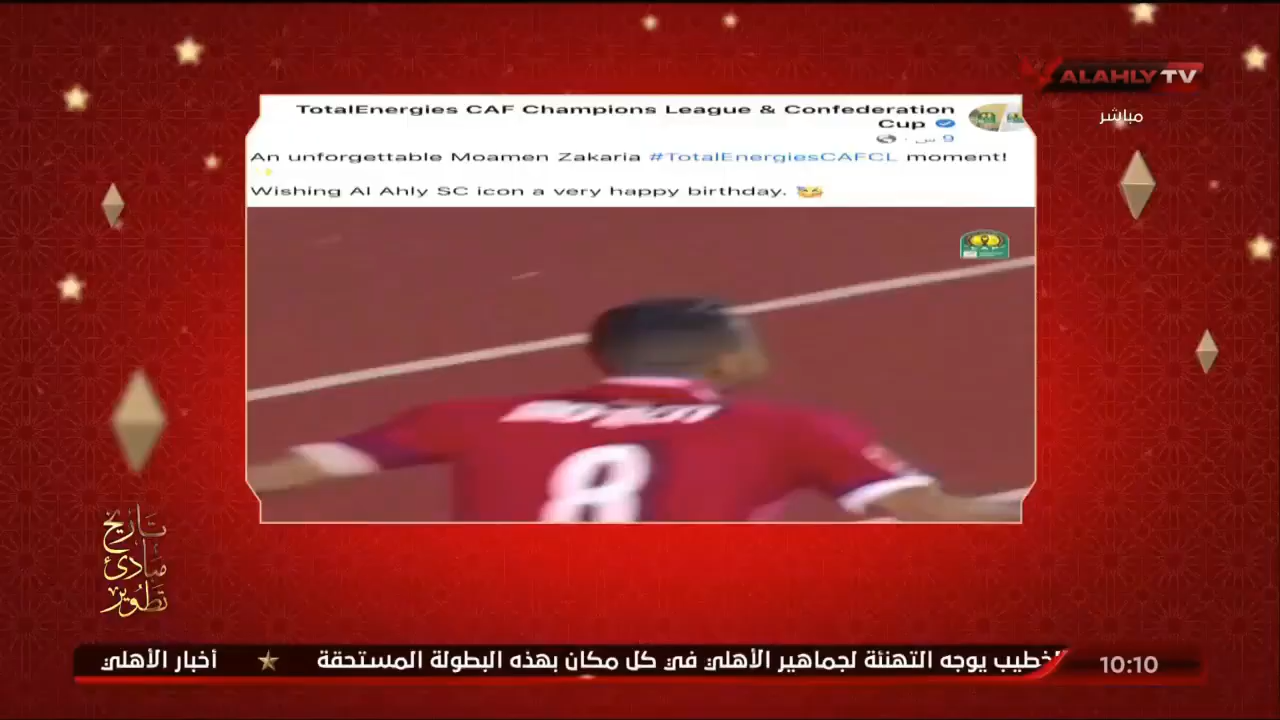 ALAHLY TV
مباشر
TotalEnergies CAF Champions League & Confederation
Cup
9 س ·
An unforgettable Moamen Zakaria #TotalEnergiesCAFCL moment!
Wishing Al Ahly SC icon a very happy birthday.
8
تاريخ
مبادئ
تطوير
الخطيب يوجه التهنئة لجماهير الأهلي في كل مكان بهذه البطولة المستحقة
أخبار الأهلي
10:10